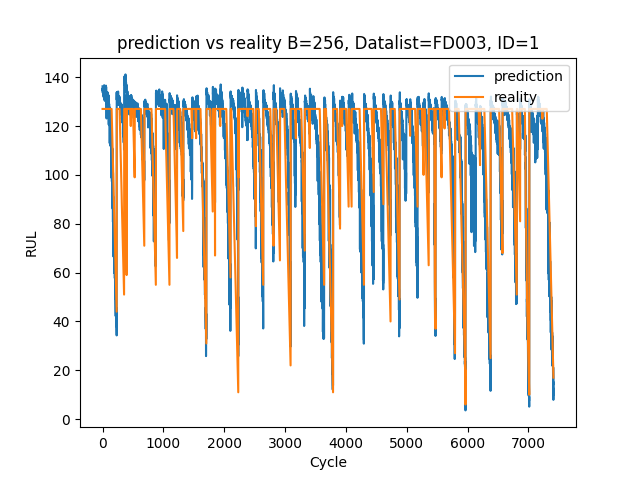 prediction vs reality B=256, Datalist=FD003, ID=1
prediction
reality
140
120
100
80
60
40
20
0
RUL
0 1000 2000 3000 4000 5000 6000 7000
Cycle